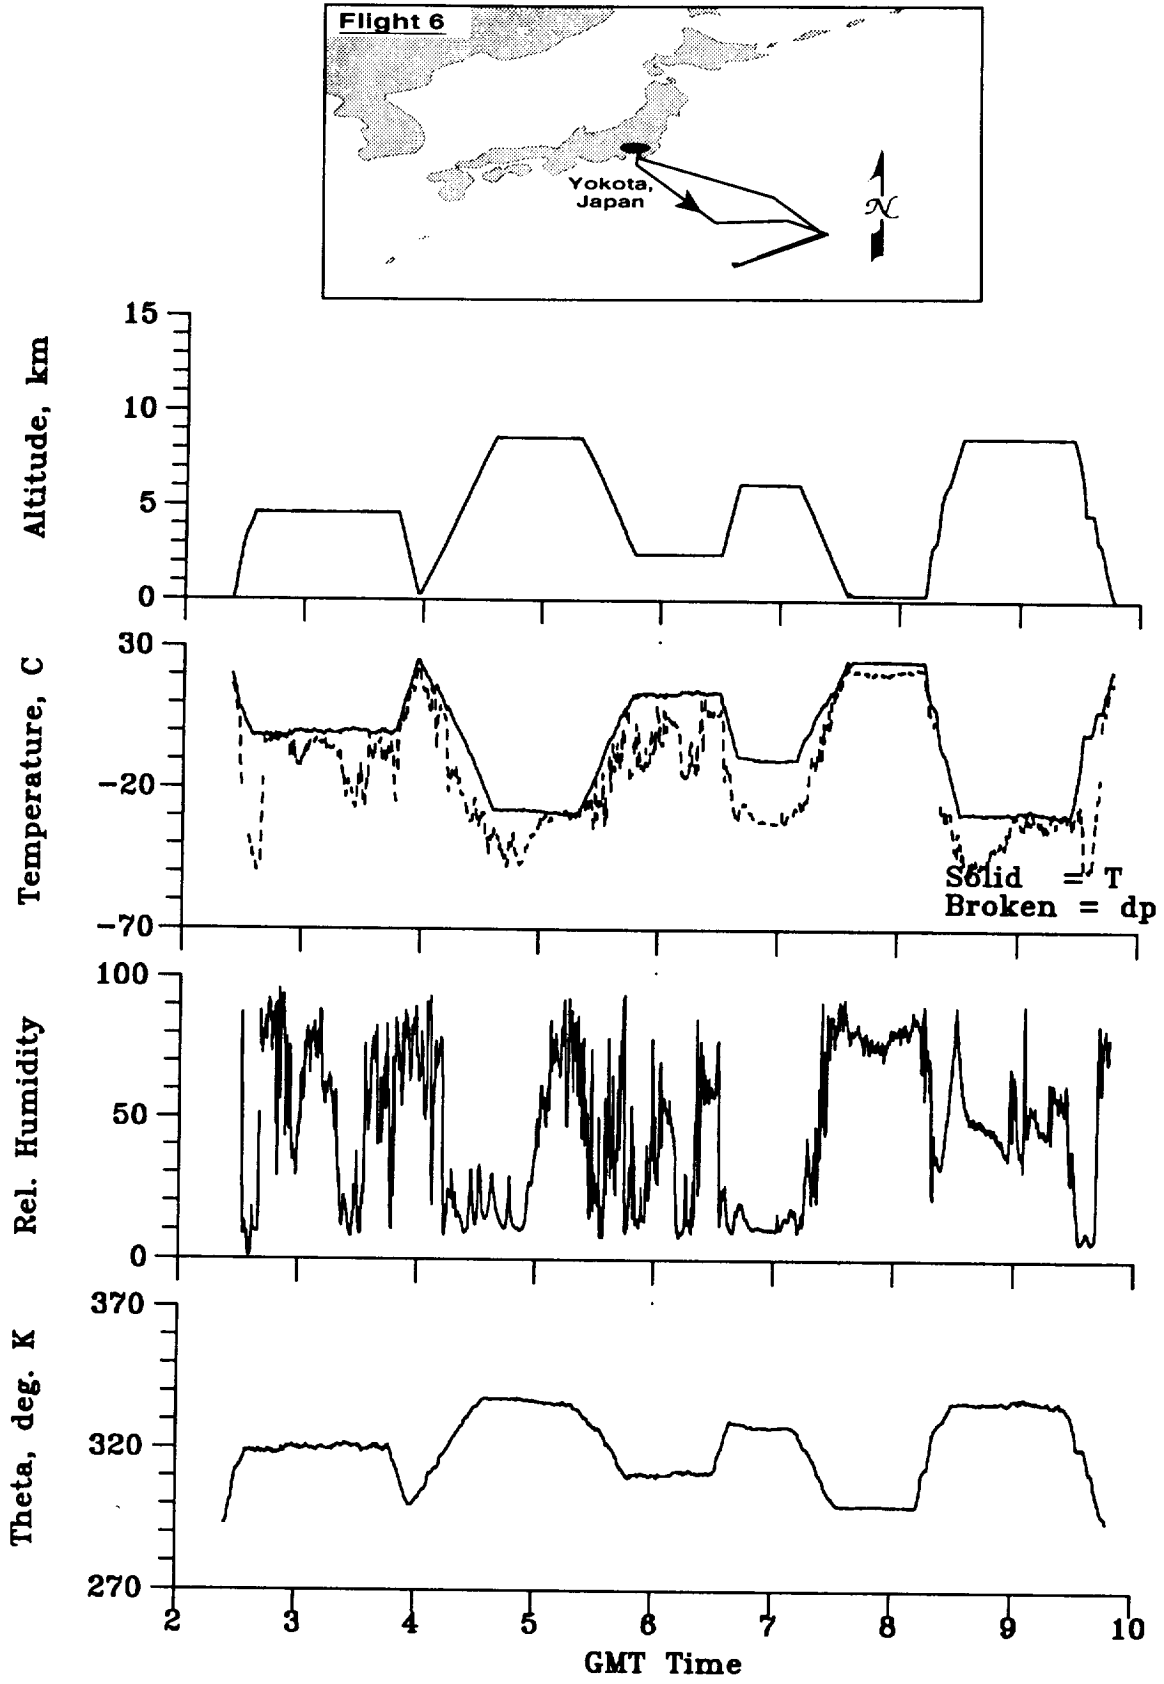 Flight 6
Yokota,
Japan
N
Altitude, km
15
10
5
0
Temperature, C
30
−20
−70
Solid = T
Broken = dp
Rel. Humidity
100
50
0
Theta, deg. K
370
320
270
2 3 4 5 6 7 8 9 10
GMT Time